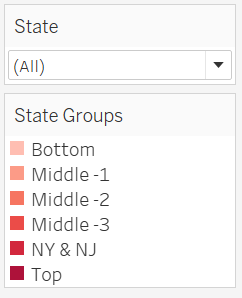 State
(All)
State Groups
Bottom
Middle -1
Middle -2
Middle -3
NY & NJ
Top